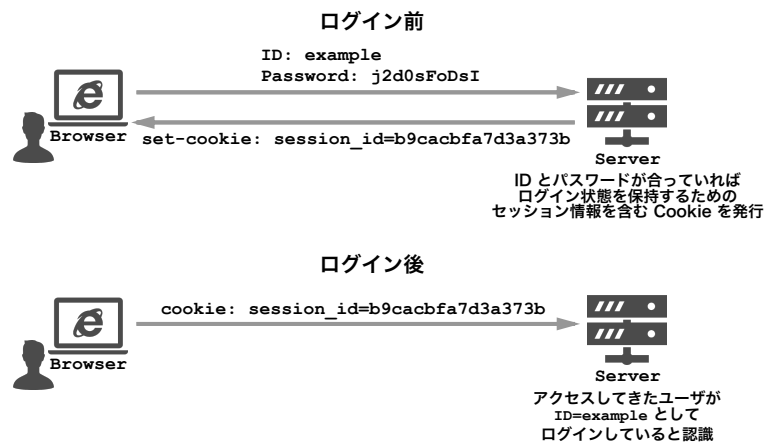 ログイン前
ID: example
Password: j2d0sFoDsI
Browser
set-cookie: session_id=b9cacbfa7d3a373b
Server
ID とパスワードが合っていれば
ログイン状態を保持するための
セッション情報を含む Cookie を発行
ログイン後
cookie: session_id=b9cacbfa7d3a373b
Browser
Server
アクセスしてきたユーザが
ID=example として
ログインしていると認識